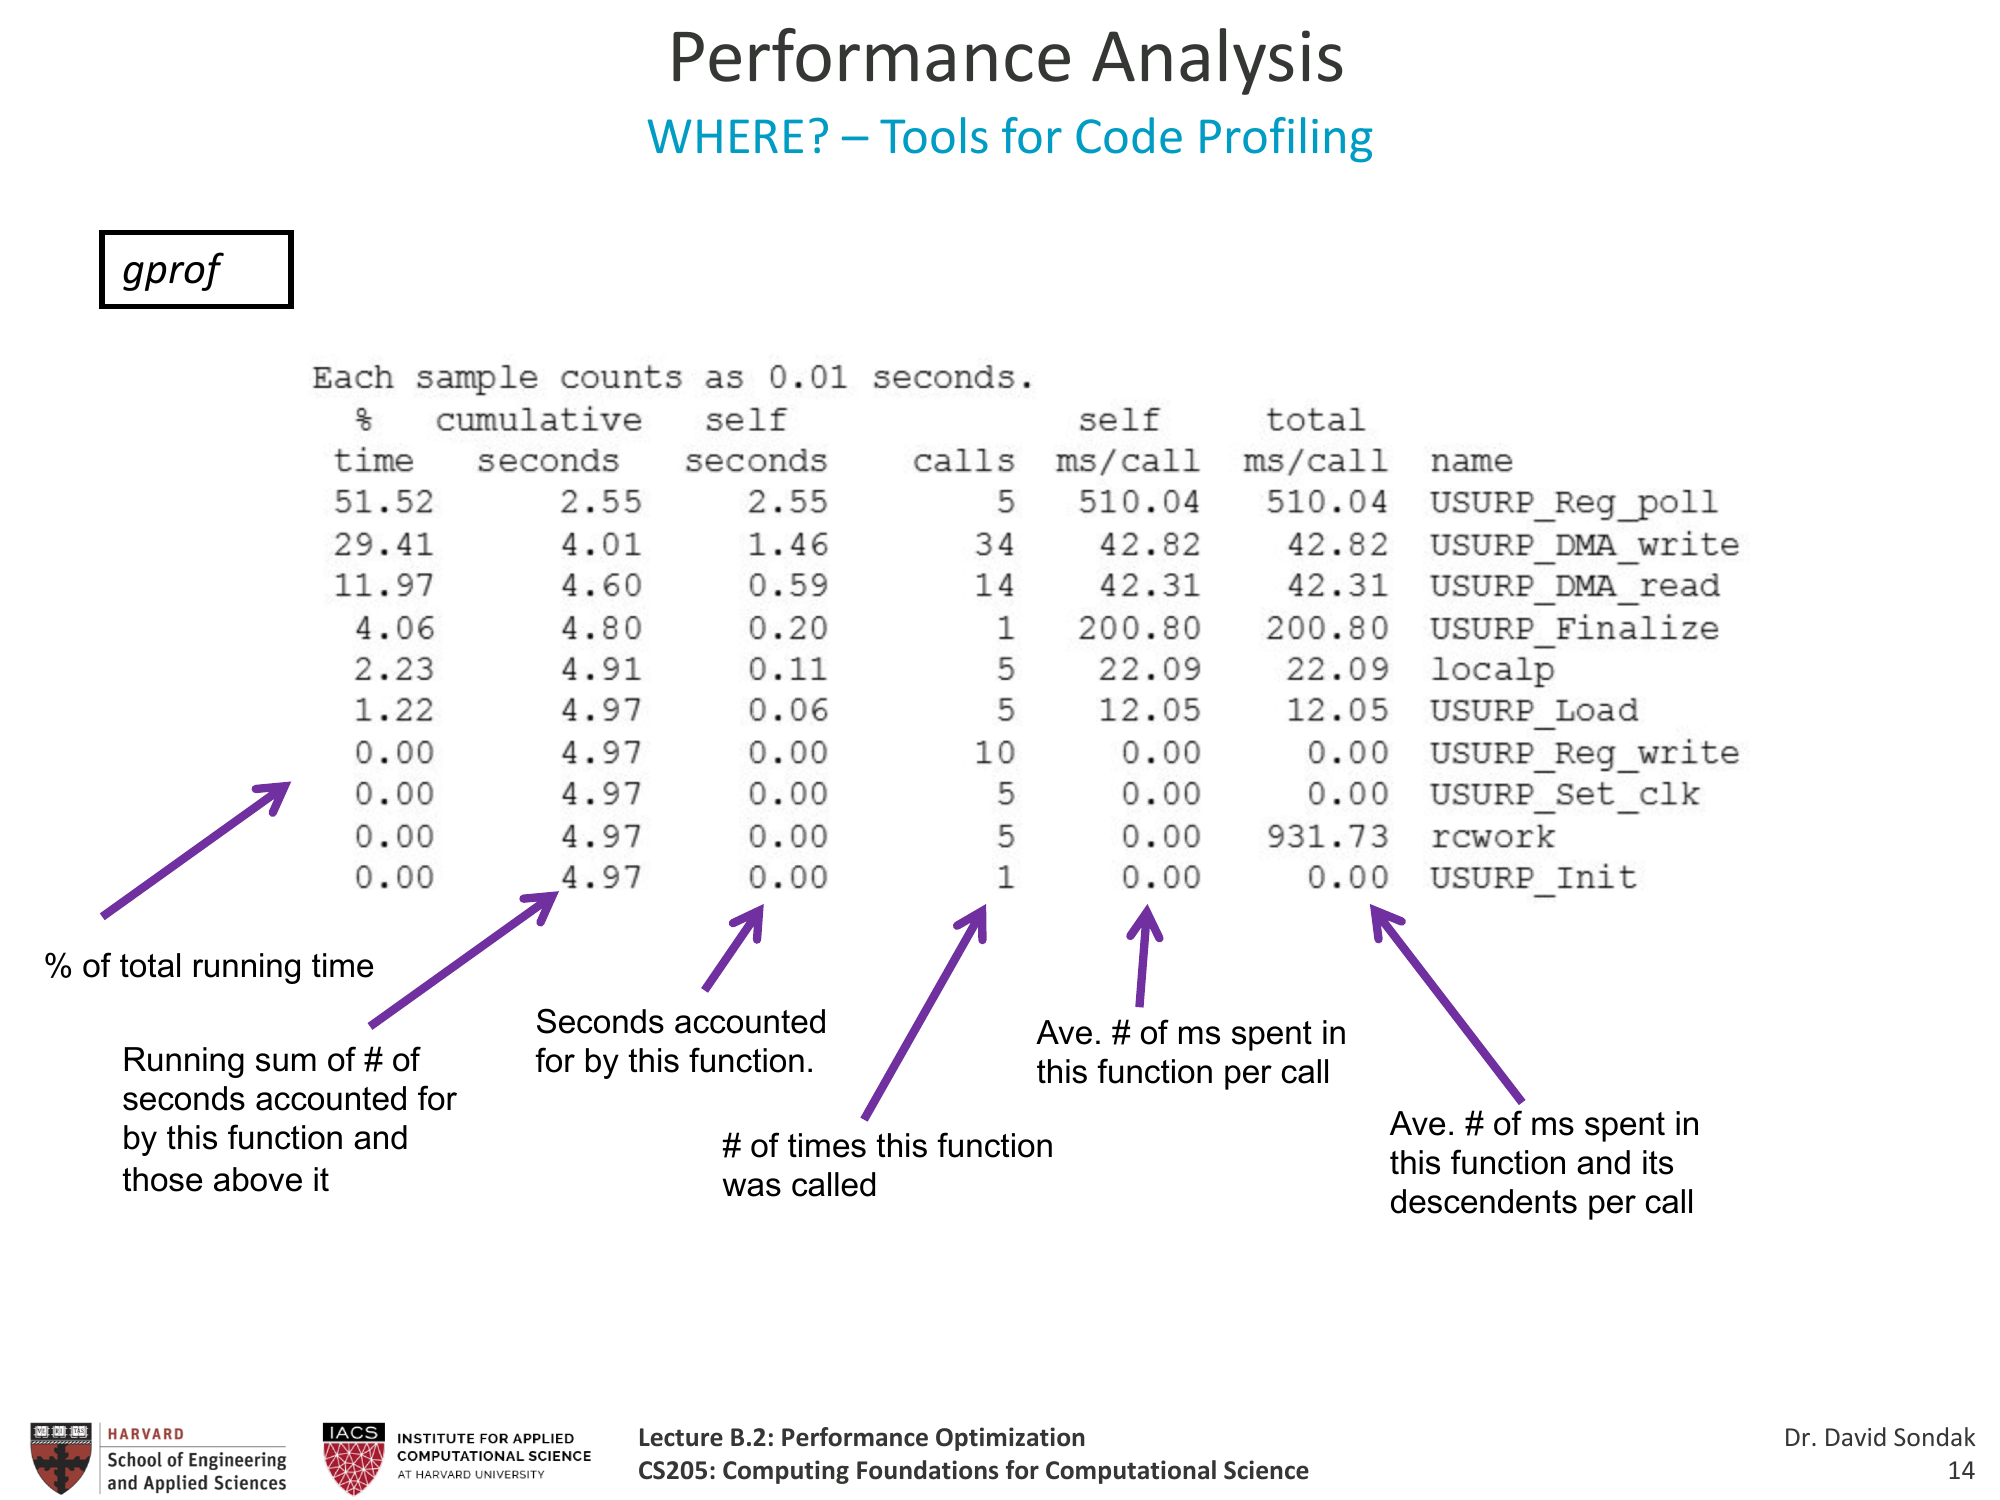 Performance Analysis
WHERE? – Tools for Code Profiling
gprof
Each sample counts as 0.01 seconds.
% cumulative self self total
time seconds seconds calls ms/call ms/call name
51.52 2.55 2.55 5 510.04 510.04 USURP_Reg_poll
29.41 4.01 1.46 34 42.82 42.82 USURP_DMA_write
11.97 4.60 0.59 14 42.31 42.31 USURP_DMA_read
4.06 4.80 0.20 1 200.80 200.80 USURP_Finalize
2.23 4.91 0.11 5 22.09 22.09 localp
1.22 4.97 0.06 5 12.05 12.05 USURP_Load
0.00 4.97 0.00 10 0.00 0.00 USURP_Reg_write
0.00 4.97 0.00 5 0.00 0.00 USURP_Set_clk
0.00 4.97 0.00 5 0.00 931.73 rcwork
0.00 4.97 0.00 1 0.00 0.00 USURP_Init
% of total running time
Running sum of # of
seconds accounted for
by this function and
those above it
Seconds accounted
for by this function.
# of times this function
was called
Ave. # of ms spent in
this function per call
Ave. # of ms spent in
this function and its
descendents per call
HARVARD
School of Engineering
and Applied Sciences
IACS
INSTITUTE FOR APPLIED
COMPUTATIONAL SCIENCE
AT HARVARD UNIVERSITY
Lecture B.2: Performance Optimization
CS205: Computing Foundations for Computational Science
Dr. David Sondak
14